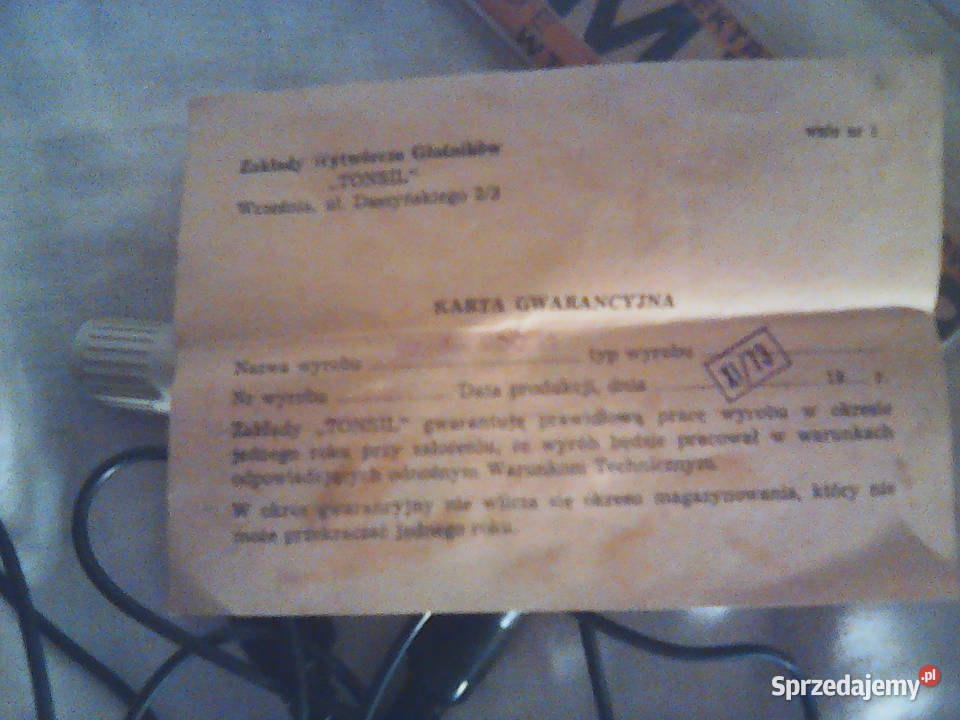 M
EKTR
wzór nr 1
Zakłady Wytwórcze Głośników
„TONSIL"
Września, ul. Daszyńskiego 2/3
KARTA GWARANCYJNA
Nazwa wyrobu typ wyrobu
XI/73
Nr wyrobu Data produkcji, dnia 19 r.
Zakłady „TONSIL" gwarantują prawidłową pracę wyrobu w okresie
jednego roku przy założeniu, że wyrób będzie pracował w warunkach
odpowiadających odnośnym Warunkom Technicznym.
W okres gwarancyjny nie wlicza się okresu magazynowania, który nie
może przekraczać jednego roku.
Sprzedajemy.pl